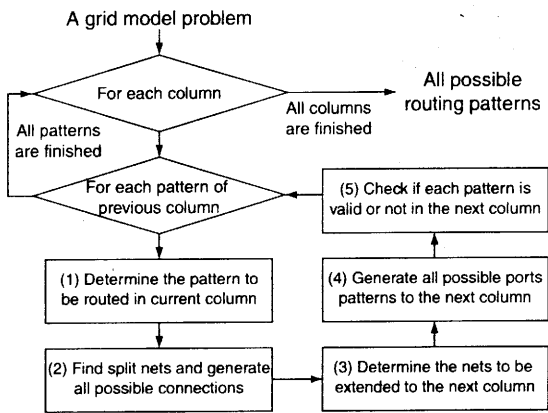 A grid model problem
For each column
All columns
are finished
All possible
routing patterns
All patterns
are finished
For each pattern of
previous column
(1) Determine the pattern to
be routed in current column
(2) Find split nets and generate
all possible connections
(3) Determine the nets to be
extended to the next column
(4) Generate all possible ports
patterns to the next column
(5) Check if each pattern is
valid or not in the next column